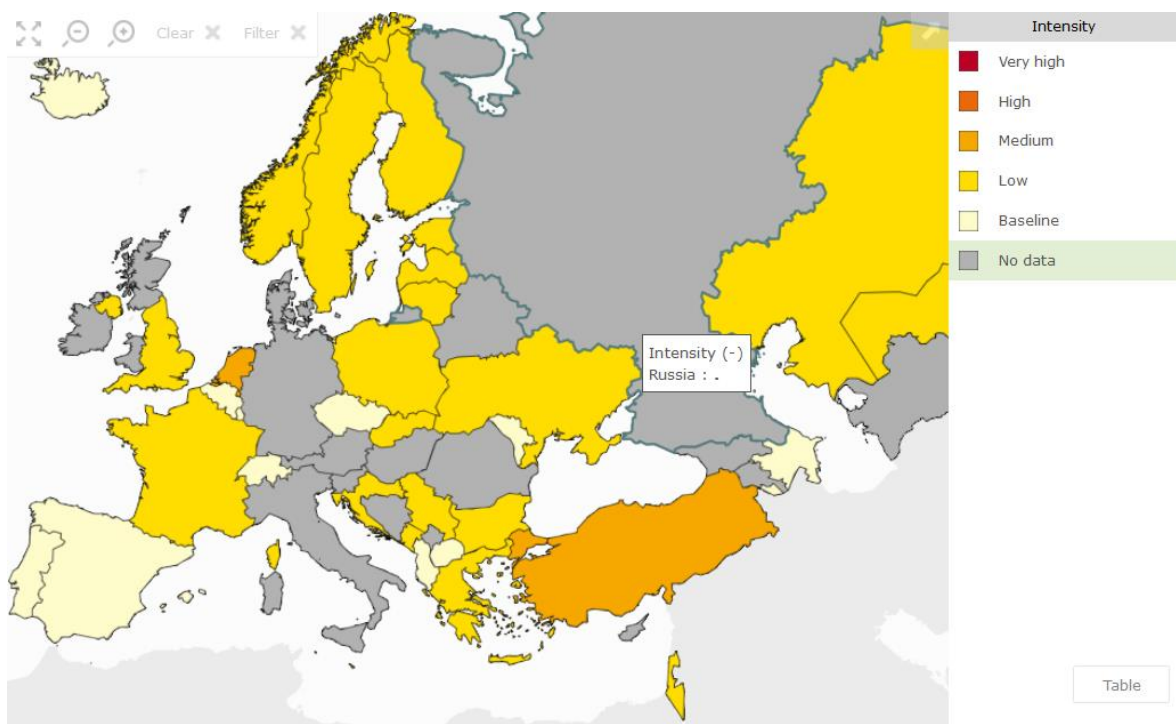 Clear
Filter
Intensity
Very high
High
Medium
Low
Baseline
No data
Intensity (-)
Russia : .
Table